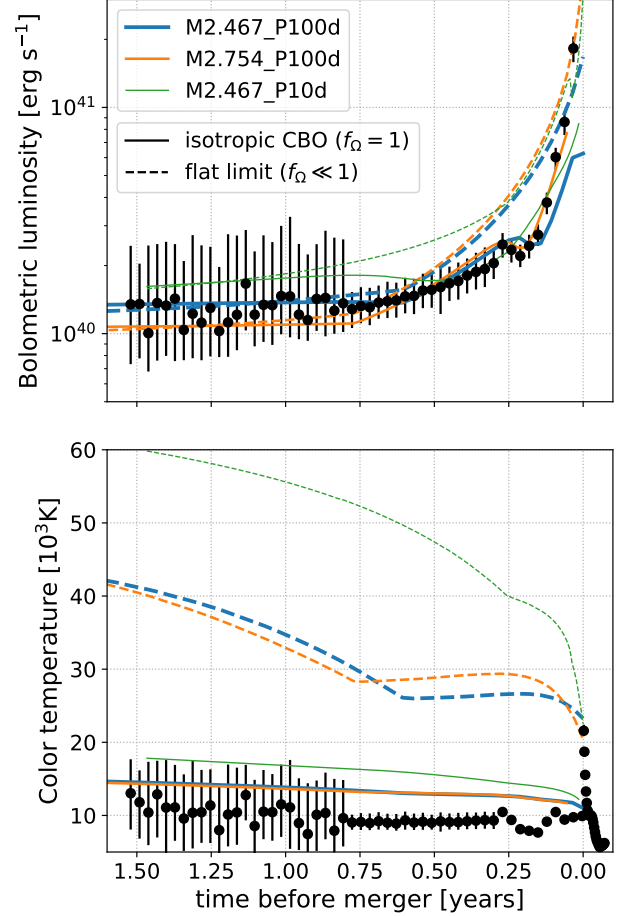 M2.467_P100d
M2.754_P100d
M2.467_P10d
isotropic CBO (f_Ω = 1)
flat limit (f_Ω ≪ 1)
Bolometric luminosity [erg s⁻¹]
10⁴¹
10⁴⁰
Color temperature [10³K]
60
50
40
30
20
10
1.50 1.25 1.00 0.75 0.50 0.25 0.00
time before merger [years]